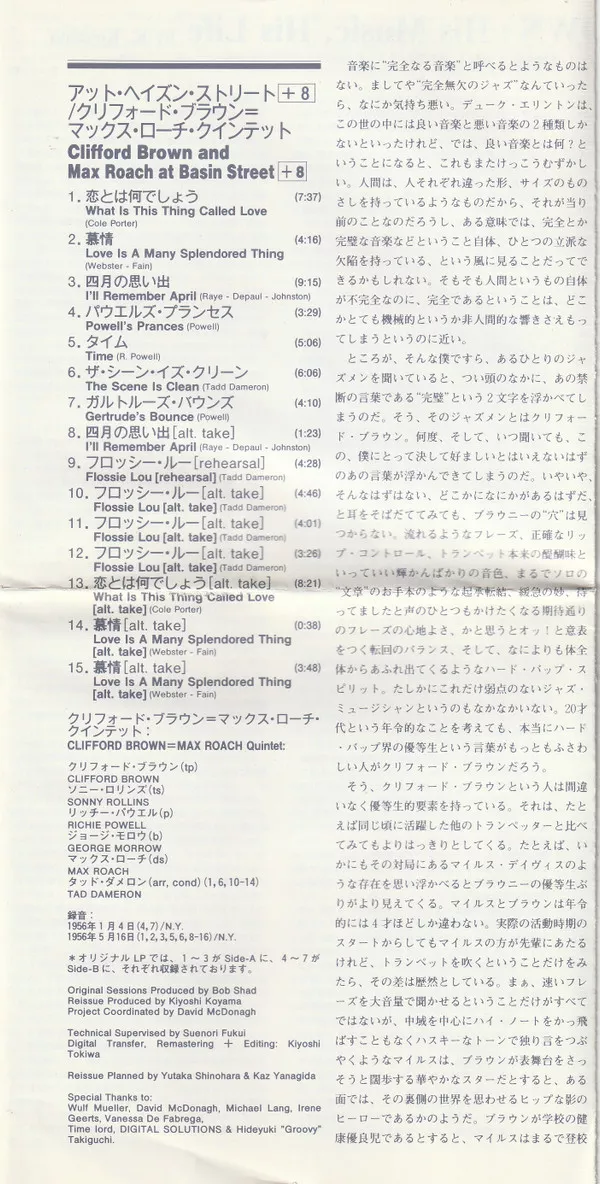 アット・ヘイズン・ストリート+8
/クリフォード・ブラウン=
マックス・ローチ・クインテット
Clifford Brown and
Max Roach at Basin Street +8
1. 恋とは何でしょう (7:37)
What Is This Thing Called Love
(Cole Porter)
2. 慕情 (4:16)
Love Is A Many Splendored Thing
(Webster - Fain)
3. 四月の思い出 (9:15)
I'll Remember April (Raye - Depaul - Johnston)
4. パウエルズ・プランセス (3:29)
Powell's Prances (Powell)
5. タイム (5:06)
Time (R. Powell)
6. ザ・シーン・イズ・クリーン (6:06)
The Scene Is Clean (Tadd Dameron)
7. ガルトルーズ・バウンズ (4:10)
Gertrude's Bounce (Powell)
8. 四月の思い出[alt. take] (1:23)
I'll Remember April (Raye - Depaul - Johnston)
9. フロッシー・ルー[rehearsal] (4:28)
Flossie Lou [rehearsal] (Tadd Dameron)
10. フロッシー・ルー[alt. take] (4:46)
Flossie Lou [alt. take] (Tadd Dameron)
11. フロッシー・ルー[alt. take] (4:01)
Flossie Lou [alt. take] (Tadd Dameron)
12. フロッシー・ルー[alt. take] (3:26)
Flossie Lou [alt. take] (Tadd Dameron)
13. 恋とは何でしょう[alt. take] (8:21)
What Is This Thing Called Love
[alt. take] (Cole Porter)
14. 慕情[alt. take] (0:38)
Love Is A Many Splendored Thing
[alt. take] (Webster - Fain)
15. 慕情[alt. take] (3:48)
Love Is A Many Splendored Thing
[alt. take] (Webster - Fain)
クリフォード・ブラウン=マックス・ローチ・
クインテット:
CLIFFORD BROWN=MAX ROACH Quintet:
クリフォード・ブラウン(tp)
CLIFFORD BROWN
ソニー・ロリンズ(ts)
SONNY ROLLINS
リッチー・パウエル(p)
RICHIE POWELL
ジョージ・モロウ(b)
GEORGE MORROW
マックス・ローチ(ds)
MAX ROACH
タッド・ダメロン(arr, cond) (1, 6, 10-14)
TAD DAMERON
録音:
1956年1月4日(4, 7)/N.Y.
1956年5月16日(1, 2, 3, 5, 6, 8-16)/N.Y.
*オリジナルLPでは、1〜3がSide-Aに、4〜7が
Side-Bに、それぞれ収録されております。
Original Sessions Produced by Bob Shad
Reissue Produced by Kiyoshi Koyama
Project Coordinated by David McDonagh
Technical Supervised by Suenori Fukui
Digital Transfer, Remastering + Editing: Kiyoshi
Tokiwa
Reissue Planned by Yutaka Shinohara & Kaz Yanagida
Special Thanks to:
Wulf Mueller, David McDonagh, Michael Lang, Irene
Geerts, Vanessa De Fabrega,
Time lord, DIGITAL SOLUTIONS & Hideyuki "Groovy"
Takiguchi.
音楽に“完全なる音楽”と呼べるとようなものは
ない。ましてや“完全無欠のジャズ”なんていった
ら、なにか気持ち悪い。デューク・エリントンは、
この世の中には良い音楽と悪い音楽の2種類しか
ないといったけれど、では、良い音楽とは何?と
いうことになると、これもまたけっこうむずかし
い。人間は、人それぞれ違った形、サイズのもの
さしを持っているようなものだから、それが当り
前のことなのだろうし、ある意味では、完全とか
完璧な音楽などということ自体、ひとつの立派な
欠陥を持っている、という風に見ることだってで
きるかもしれない。そもそも人間というもの自体
が不完全なのに、完全であるということは、どこ
かとても機械的というか非人間的な響きさえもっ
てしまうというのに近い。
ところが、そんな僕ですら、あるひとりのジャ
ズメンを聞いていると、つい頭のなかに、あの禁
断の言葉である“完璧”という2文字を浮かべてし
まうのだ。そう、そのジャズメンとはクリフォー
ド・ブラウン。何度、そして、いつ聞いても、こ
の、僕にとって決して好ましいとはいえないはず
のあの言葉が浮かんできてしまうのだ。いやいや、
そんなはずはない、どこかになにかがあるはずだ、
と耳をそばだててみても、ブラウニーの“穴”は見
つからない。流れるようなフレーズ、正確なリッ
プ・コントロール、トランペット本来の醍醐味と
いっていい輝かんばかりの音色、まるでソロの
“文章”のお手本のような起承転結、緩急の妙、待
ってましたと声のひとつもかけたくなる期待通り
のフレーズの心地よさ、かと思うとオッ!と意表
をつく転回のバランス、そして、なによりも体全
体からあふれ出てくるようなハード・バップ・ス
ピリット。たしかにこれだけ弱点のないジャズ・
ミュージシャンというのもなかなかいない。20才
代という年令的なことを考えても、本当にハード
・バップ界の優等生という言葉がもっともふさわ
しい人がクリフォード・ブラウンだろう。
そう、クリフォード・ブラウンという人は間違
いなく優等生的要素を持っている。それは、たと
えば同じ頃に活躍した他のトランペッターと比べ
てみてもよりはっきりとしてくる。たとえば、い
かにもその対局にあるマイルス・デイヴィスのよ
うな存在を思い浮かべるとブラウニーの優等生ぶ
りがより見えてくる。マイルスとブラウンは年令
的には4才ほどしか違わない。実際の活動時期の
スタートからしてもマイルスの方が先輩にあたる
けれど、トランペットを吹くということだけをみ
たら、その差は歴然としている。まぁ、速いフレ
ーズを大音量で聞かせるということだけがすべて
ではないが、中域を中心にハイ・ノートをかっ飛
ばすこともなくハスキーなトーンで独り言をつぶ
やくようなマイルスは、ブラウンが表舞台をさっ
そうと闊歩する華やかなスターだとすると、ある
面では、その裏側の世界を思わせるヒップな影の
ヒーローであるかのようだ。ブラウンが学校の健
康優良児であるとすると、マイルスはまるで登校